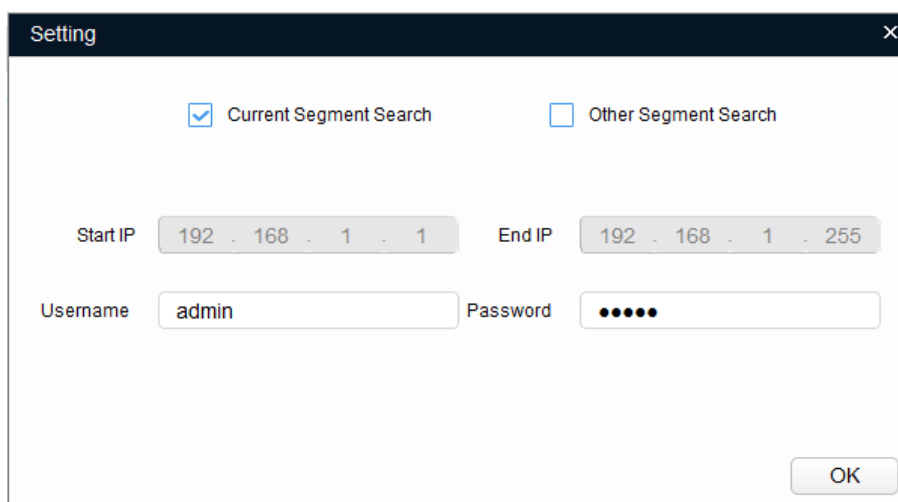 Setting
Current Segment Search Other Segment Search
Start IP 192 . 168 . 1 . 1 End IP 192 . 168 . 1 . 255
Username admin Password ●●●●●
OK